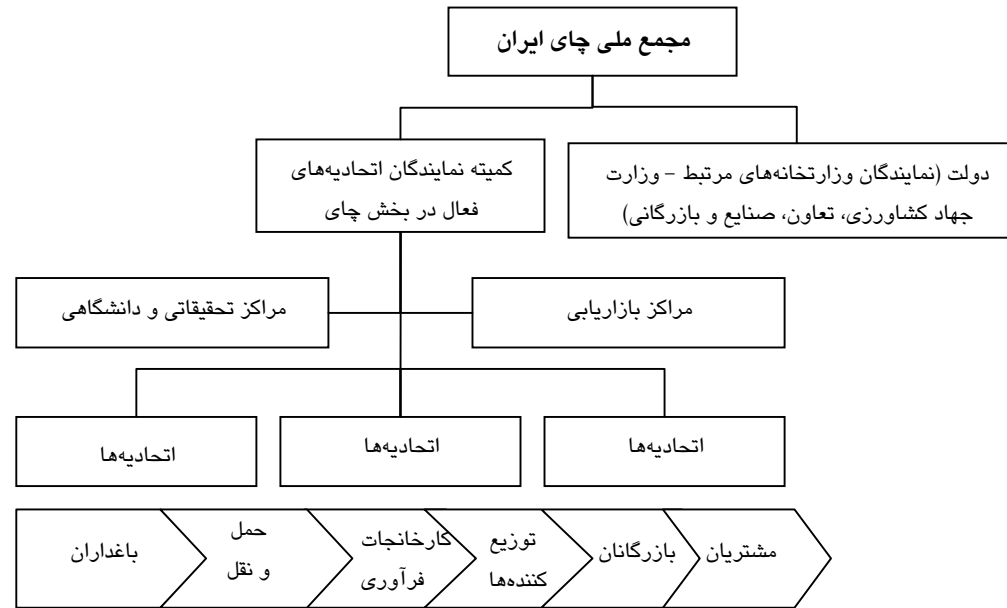 مجمع ملی چای ایران
دولت (نمایندگان وزارتخانه‌های مرتبط – وزارت
جهاد کشاورزی، تعاون، صنایع و بازرگانی)
کمیته نمایندگان اتحادیه‌های
فعال در بخش چای
مراکز بازاریابی
مراکز تحقیقاتی و دانشگاهی
اتحادیه‌ها
اتحادیه‌ها
اتحادیه‌ها
باغداران
حمل
و نقل
کارخانجات
فرآوری
توزیع
کننده‌ها
بازرگانان
مشتریان